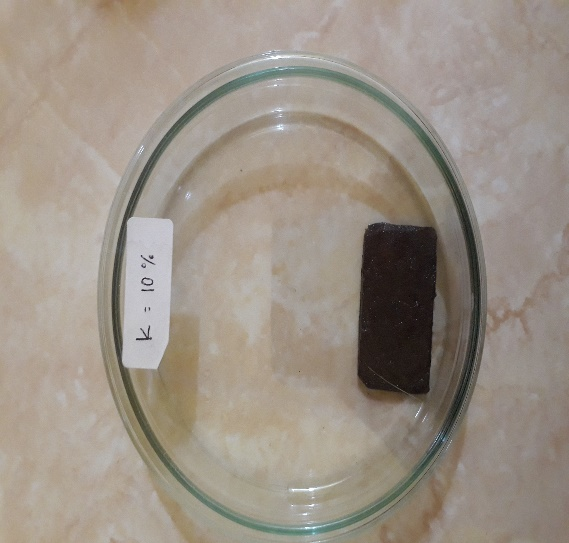 K = 10 %